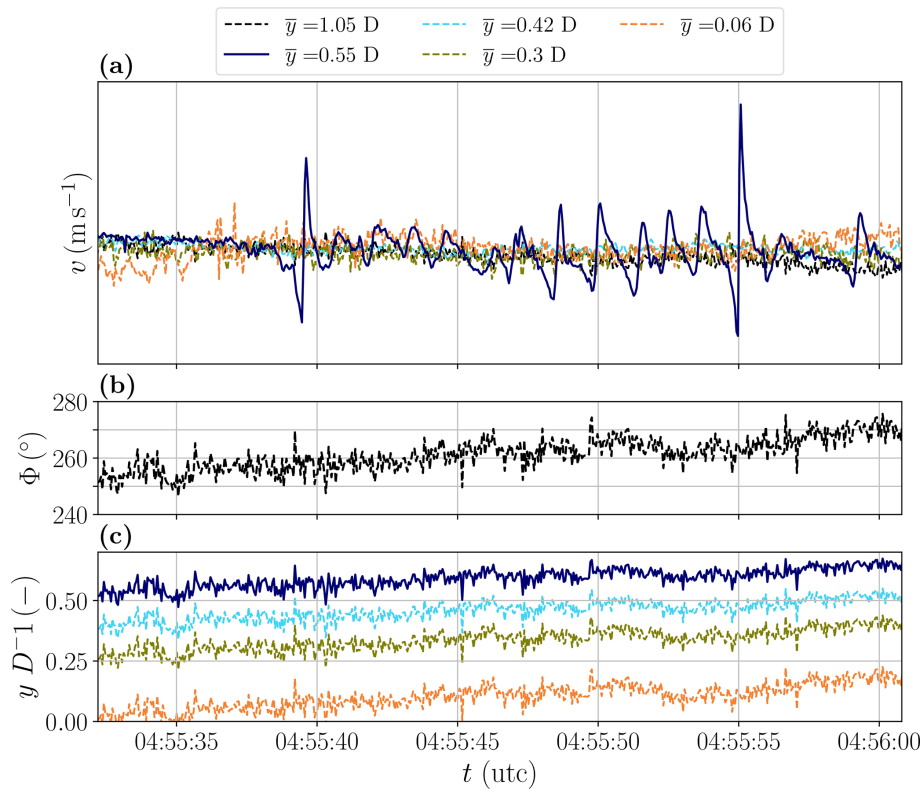 y̅ =1.05 D y̅ =0.42 D y̅ =0.06 D
y̅ =0.55 D y̅ =0.3 D
(a)
v (m s⁻¹)
(b)
280
260
240
Φ (°)
(c)
0.50
0.25
0.00
y D⁻1 (−)
04:55:35 04:55:40 04:55:45 04:55:50 04:55:55 04:56:00
t (utc)